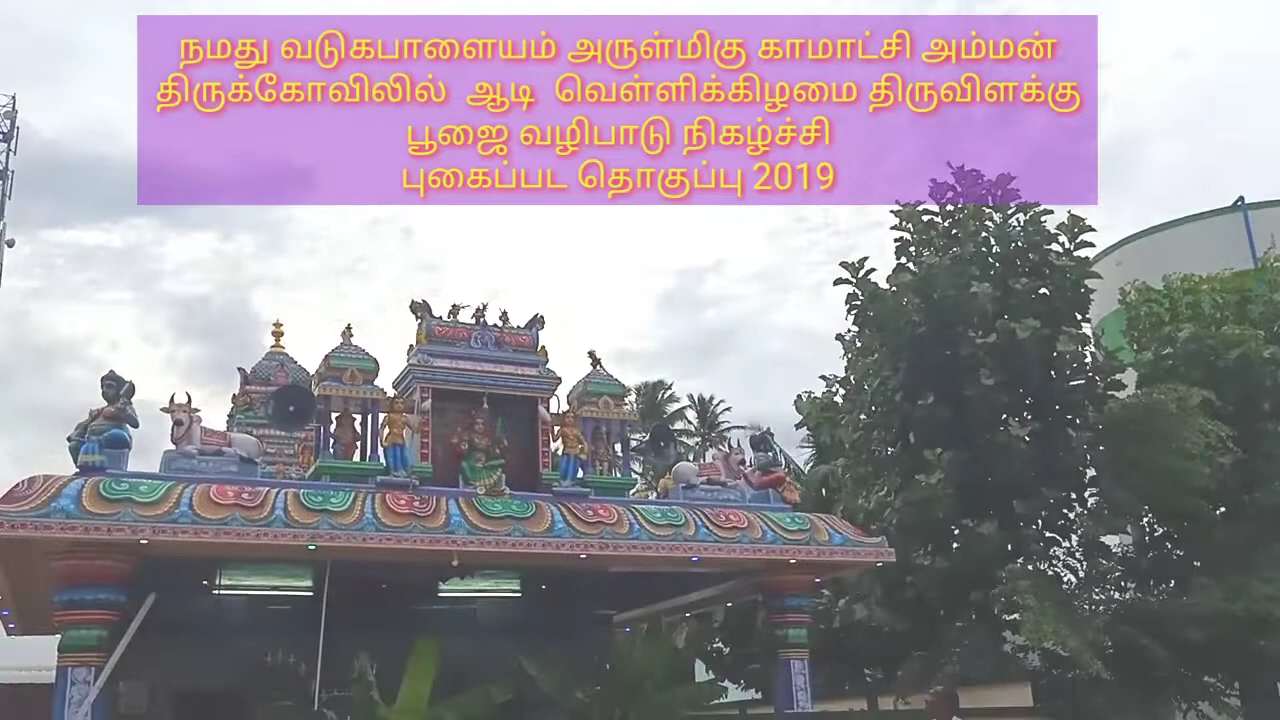 நமது வடுகபாளையம் அருள்மிகு காமாட்சி அம்மன்
திருக்கோவிலில் ஆடி வெள்ளிக்கிழமை திருவிளக்கு
பூஜை வழிபாடு நிகழ்ச்சி
புகைப்பட தொகுப்பு 2019